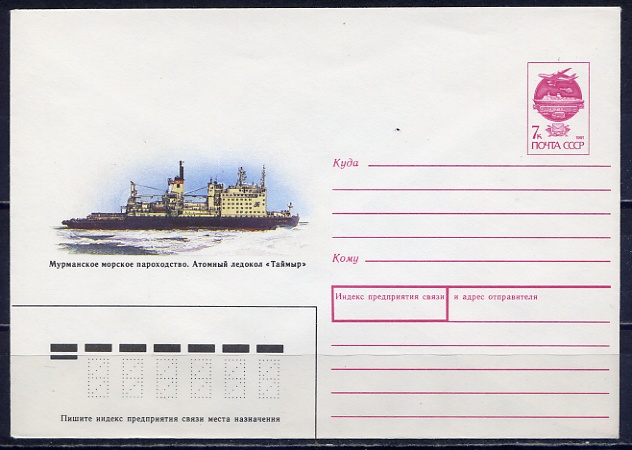 7к
1991
ПОЧТА СССР
Куда
Мурманское морское пароходство. Атомный ледокол «Таймыр»
Кому
Индекс предприятия связи и адрес отправителя
Пишите индекс предприятия связи места назначения